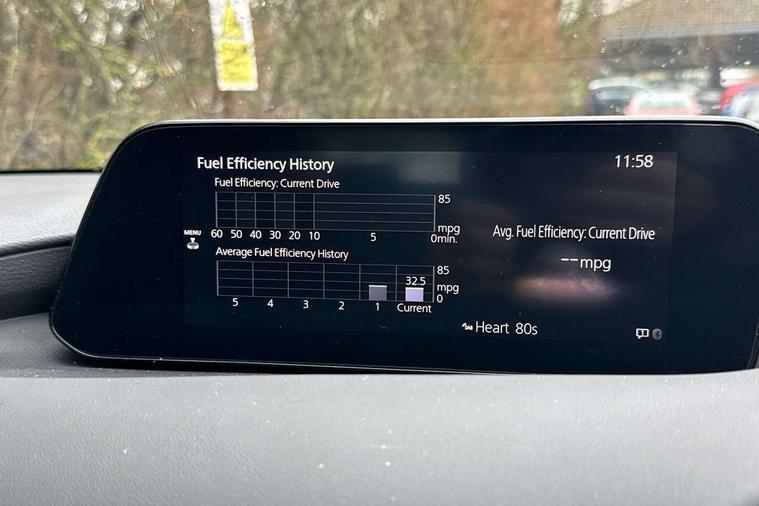 Fuel Efficiency History
11:58
Fuel Efficiency: Current Drive
85
mpg
60 50 40 30 20 10 5 0min.
MENU
Avg. Fuel Efficiency: Current Drive
--mpg
Average Fuel Efficiency History
85
32.5
mpg
0
5 4 3 2 1 Current
Heart 80s